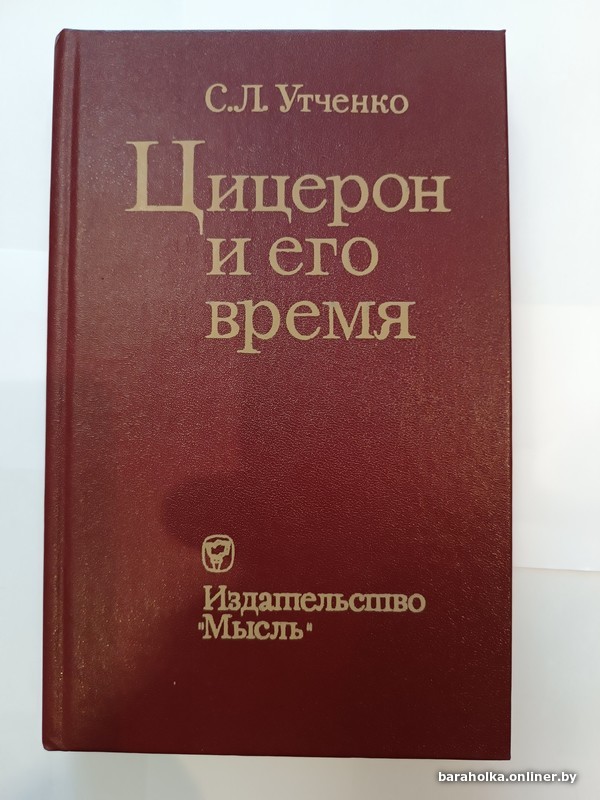 С.Л. Утченко
Цицерон
и его
время
Издательство
"Мысль"
baraholka.onliner.by